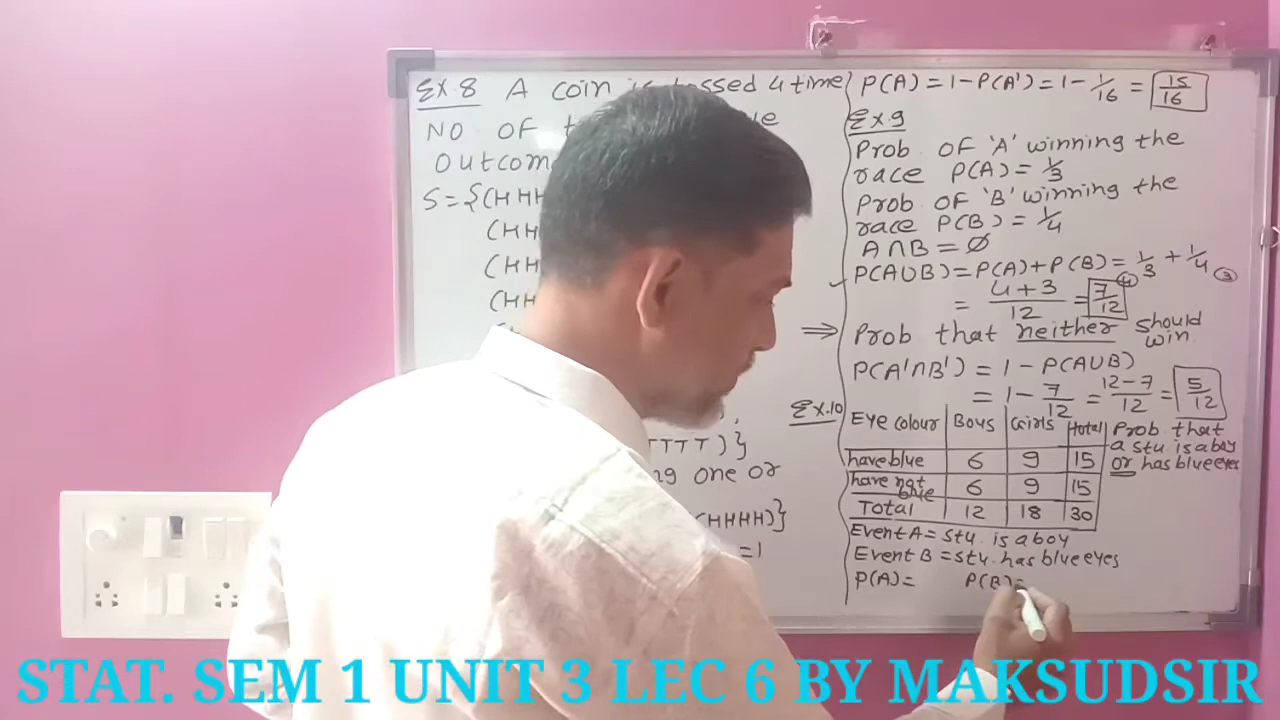 Ex.8 A coin is tossed 4 time
NO OF
Outcom
S={(HHH
(HH
(HH
(HH
TTTT)}
one or
(HHHH)}
=1
P(A) = 1-P(A') = 1- 1/16 = 15/16
Ex.9
Prob. OF 'A' winning the
race P(A) = 1/3
Prob. OF 'B' winning the
race P(B) = 1/4
A∩B = Ø
P(A∪B) = P(A) + P(B) = 1/3 + 1/4
④ ③
= 4+3/12 = 7/12
⇒ Prob that neither should win.
P(A'∩B') = 1 - P(A∪B)
= 1 - 7/12 = 12-7/12 = 5/12
Ex.10
Eye colour Boys Girls total
have blue 6 9 15
have not blue 6 9 15
Total 12 18 30
Prob that
a stu is a boy
or has blue eyes
Event A = stu. is a boy
Event B = stu. has blue eyes
P(A) = P(B) =
STAT. SEM 1 UNIT 3 LEC 6 BY MAKSUDSIR